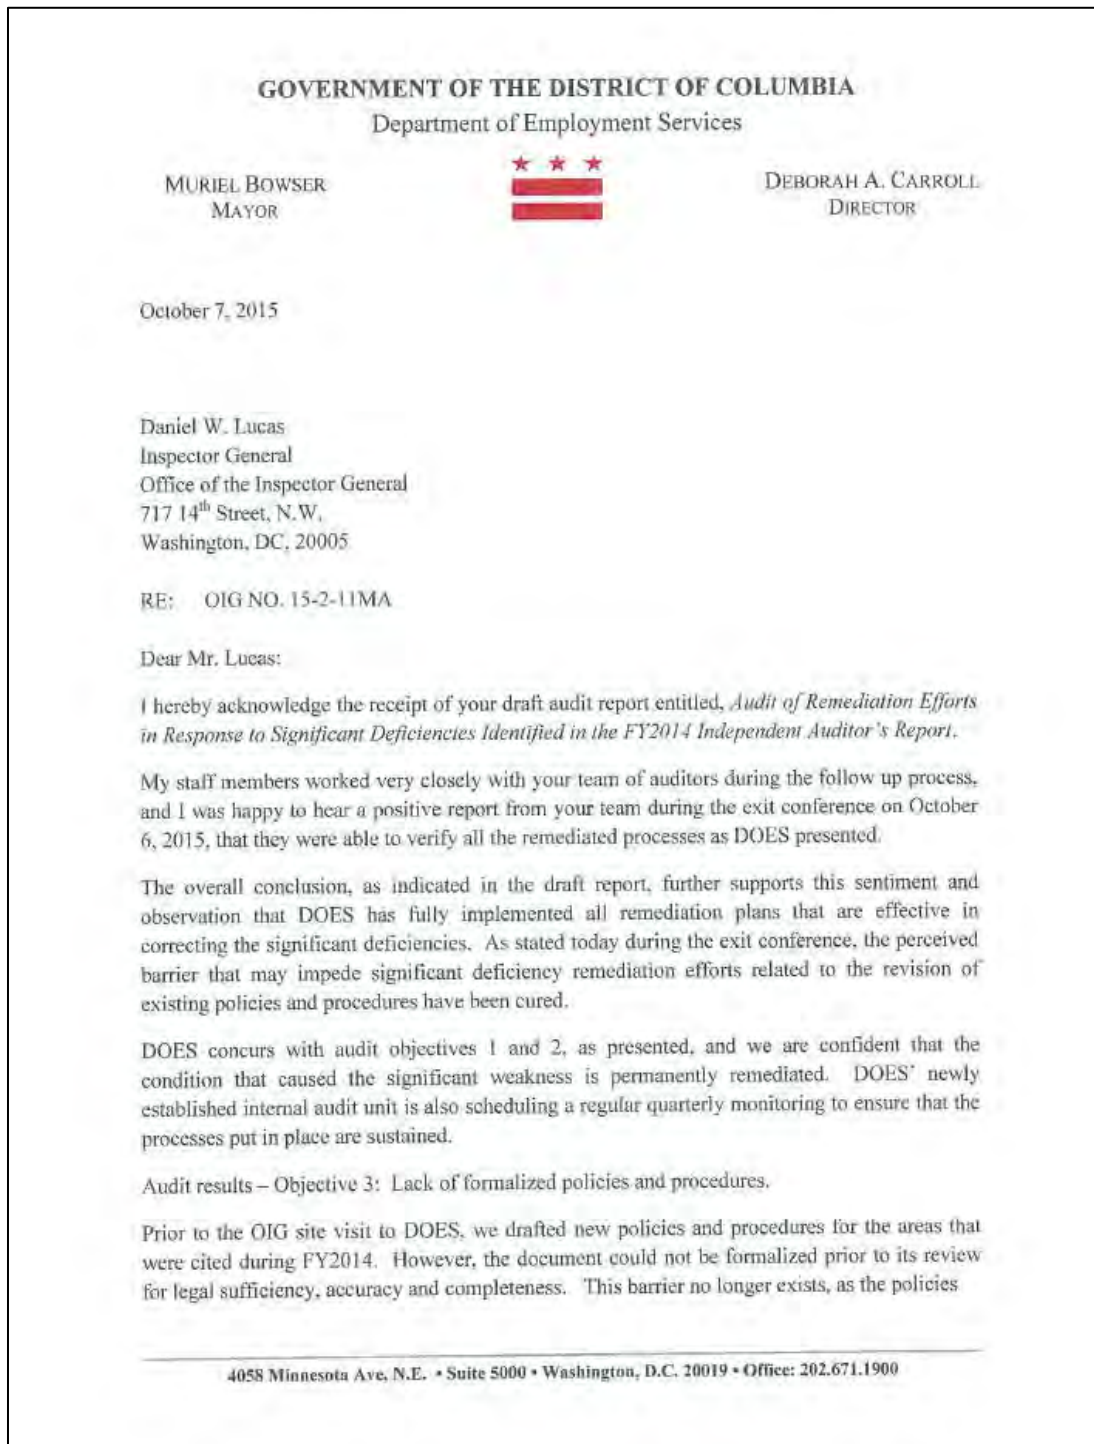 GOVERNMENT OF THE DISTRICT OF COLUMBIA
Department of Employment Services
MURIEL BOWSER
MAYOR
DEBORAH A. CARROLL
DIRECTOR
October 7, 2015
Daniel W. Lucas
Inspector General
Office of the Inspector General
717 14th Street, N.W.
Washington, DC, 20005
RE: OIG NO. 15-2-11MA
Dear Mr. Lucas:
I hereby acknowledge the receipt of your draft audit report entitled, Audit of Remediation Efforts
in Response to Significant Deficiencies Identified in the FY2014 Independent Auditor's Report.
My staff members worked very closely with your team of auditors during the follow up process,
and I was happy to hear a positive report from your team during the exit conference on October
6, 2015, that they were able to verify all the remediated processes as DOES presented.
The overall conclusion, as indicated in the draft report, further supports this sentiment and
observation that DOES has fully implemented all remediation plans that are effective in
correcting the significant deficiencies. As stated today during the exit conference, the perceived
barrier that may impede significant deficiency remediation efforts related to the revision of
existing policies and procedures have been cured.
DOES concurs with audit objectives 1 and 2, as presented, and we are confident that the
condition that caused the significant weakness is permanently remediated. DOES' newly
established internal audit unit is also scheduling a regular quarterly monitoring to ensure that the
processes put in place are sustained.
Audit results – Objective 3: Lack of formalized policies and procedures.
Prior to the OIG site visit to DOES, we drafted new policies and procedures for the areas that
were cited during FY2014. However, the document could not be formalized prior to its review
for legal sufficiency, accuracy and completeness. This barrier no longer exists, as the policies
4058 Minnesota Ave, N.E. • Suite 5000 • Washington, D.C. 20019 • Office: 202.671.1900